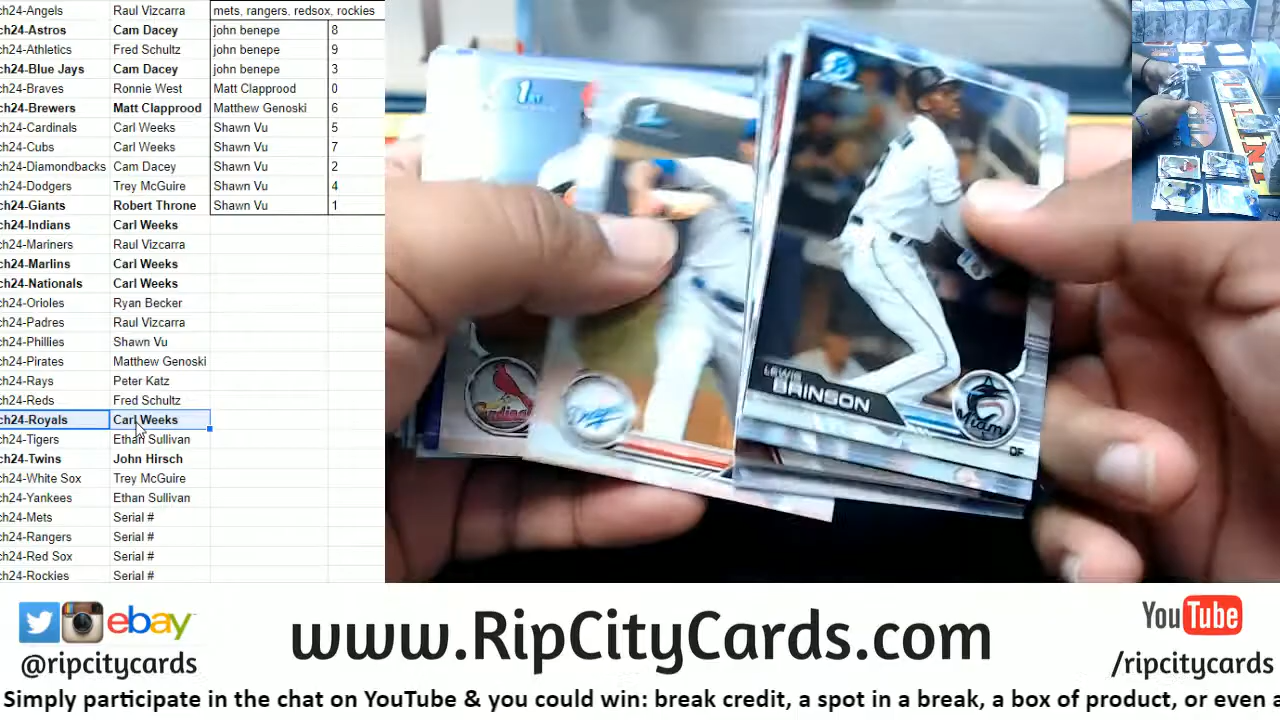 ch24-Angels Raul Vizcarra mets, rangers, redsox, rockies
ch24-Astros Cam Dacey john benepe 8
ch24-Athletics Fred Schultz john benepe 9
ch24-Blue Jays Cam Dacey john benepe 3
ch24-Braves Ronnie West Matt Clapprood 0
ch24-Brewers Matt Clapprood Matthew Genoski 6
ch24-Cardinals Carl Weeks Shawn Vu 5
ch24-Cubs Carl Weeks Shawn Vu 7
ch24-Diamondbacks Cam Dacey Shawn Vu 2
ch24-Dodgers Trey McGuire Shawn Vu 4
ch24-Giants Robert Throne Shawn Vu 1
ch24-Indians Carl Weeks
ch24-Mariners Raul Vizcarra
ch24-Marlins Carl Weeks
ch24-Nationals Carl Weeks
ch24-Orioles Ryan Becker
ch24-Padres Raul Vizcarra
ch24-Phillies Shawn Vu
ch24-Pirates Matthew Genoski
ch24-Rays Peter Katz
ch24-Reds Fred Schultz
ch24-Royals Carl Weeks
ch24-Tigers Ethan Sullivan
ch24-Twins John Hirsch
ch24-White Sox Trey McGuire
ch24-Yankees Ethan Sullivan
ch24-Mets Serial #
ch24-Rangers Serial #
ch24-Red Sox Serial #
ch24-Rockies Serial #
1ST
Cardinals
Dodgers
LEWIS
BRINSON
Miami
OF
ebay
@ripcitycards
www.RipCityCards.com
YouTube
/ripcitycards
Simply participate in the chat on YouTube & you could win: break credit, a spot in a break, a box of product, or even a